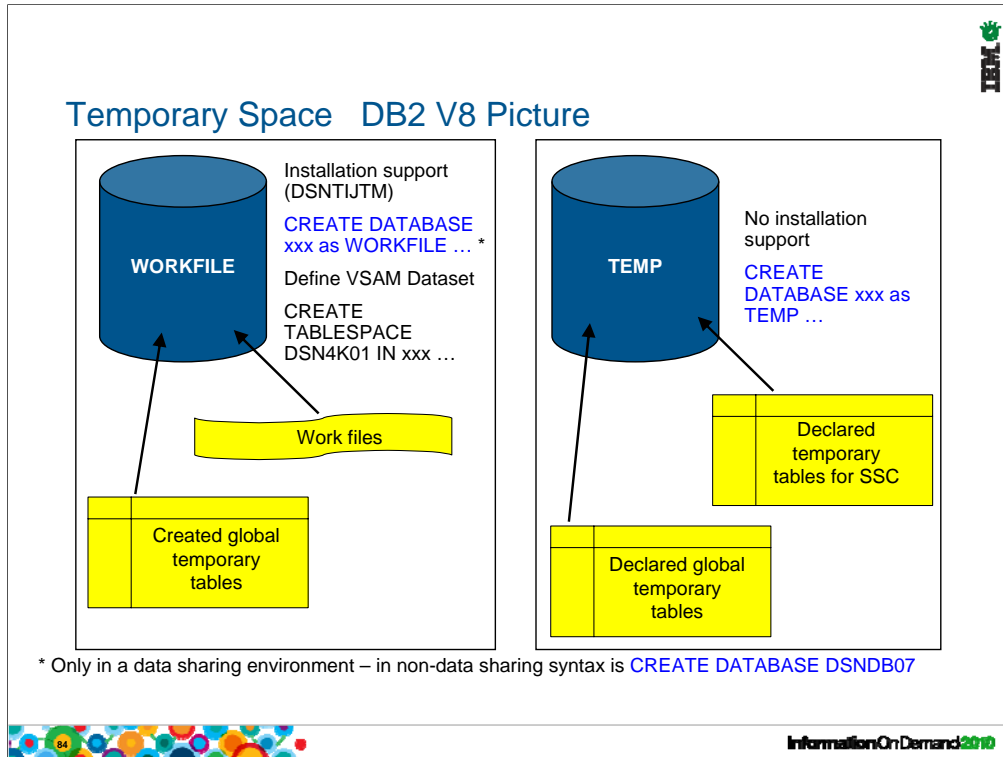 IBM
Temporary Space DB2 V8 Picture
WORKFILE
Installation support
(DSNTIJTM)
CREATE DATABASE
xxx as WORKFILE … *
Define VSAM Dataset
CREATE
TABLESPACE
DSN4K01 IN xxx …
Work files
Created global
temporary
tables
TEMP
No installation
support
CREATE
DATABASE xxx as
TEMP …
Declared
temporary
tables for SSC
Declared global
temporary
tables
* Only in a data sharing environment – in non-data sharing syntax is CREATE DATABASE DSNDB07
84
InformationOnDemand2010